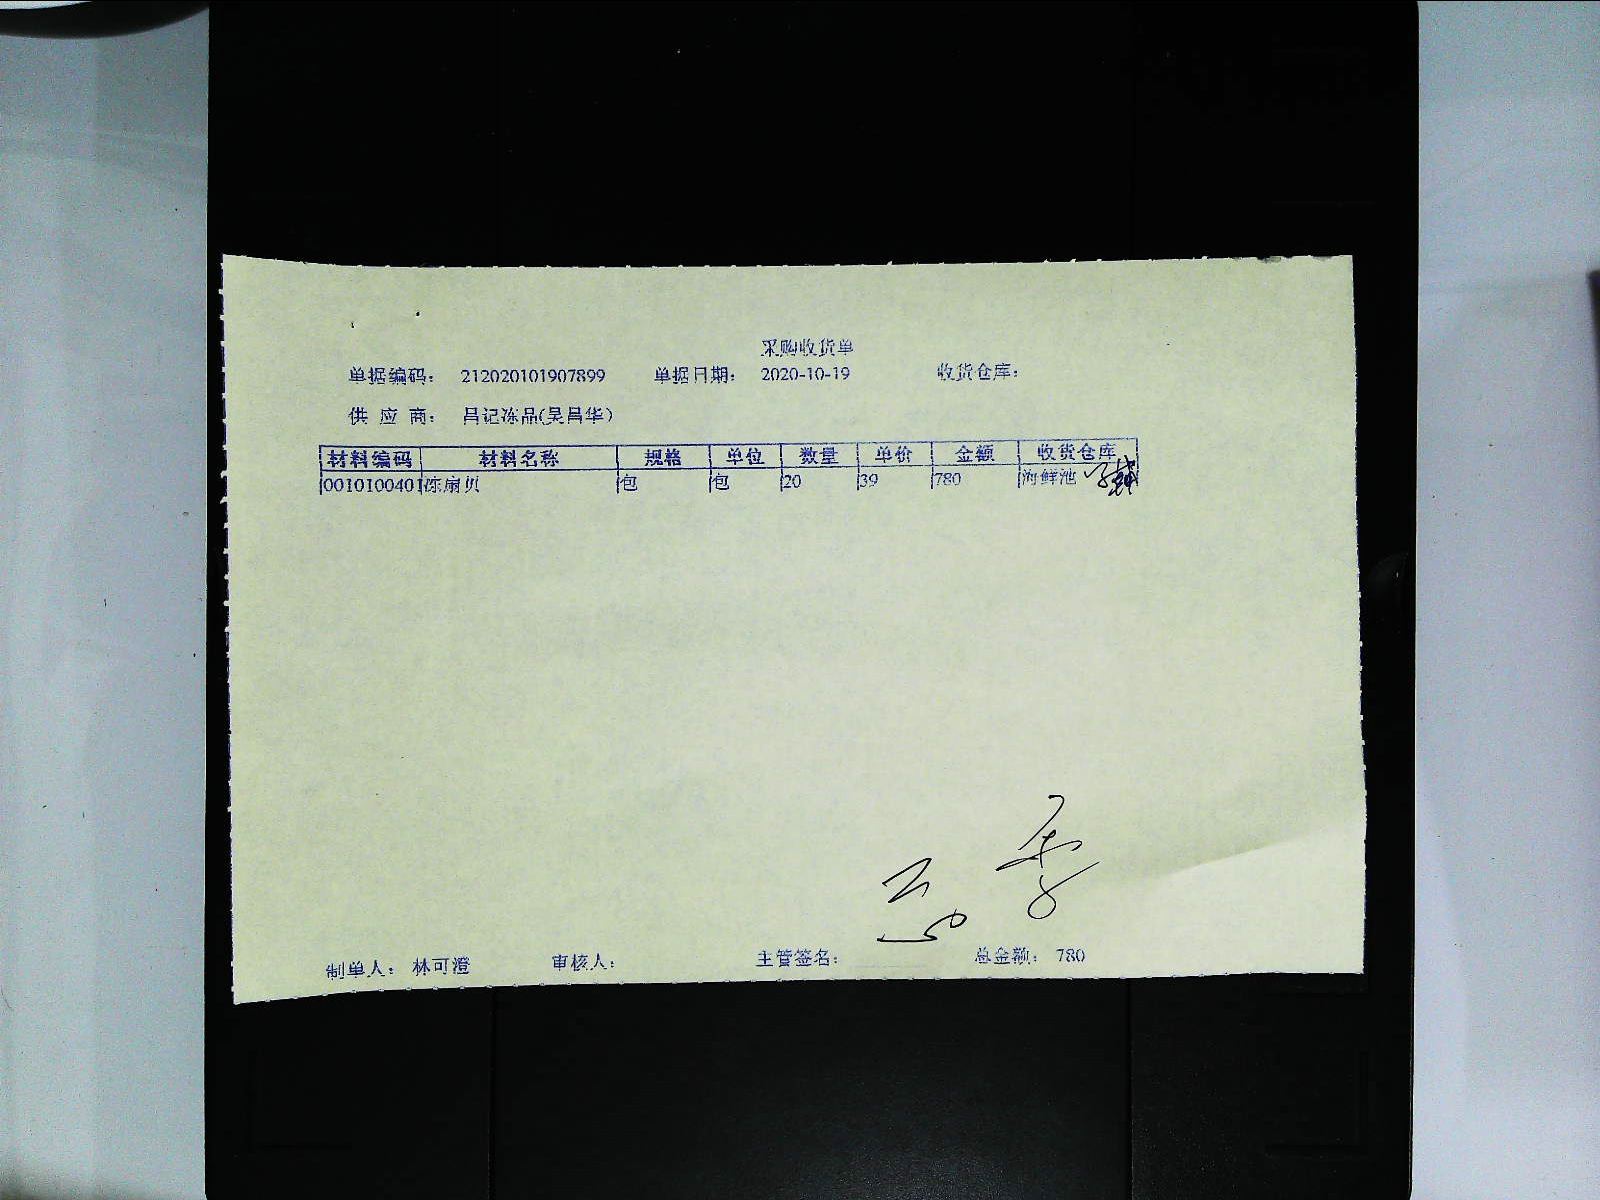 采购收货单
单据编码: 212020101907899 单据日期: 2020-10-19 收货仓库:
供 应 商: 昌记冻品(吴昌华)
材料编码 材料名称 规格 单位 数量 单价 金额 收货仓库
0010100401 冻扇贝 包 包 20 39 780 海鲜池
制单人: 林可澄 审核人: 主管签名: 总金额: 780